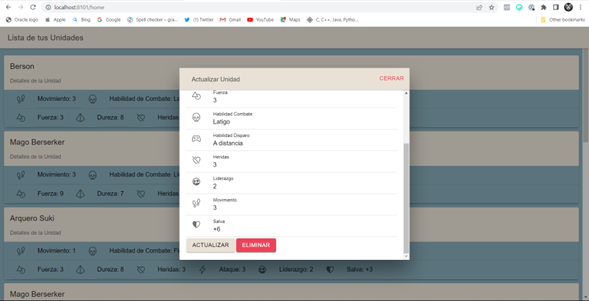 localhost:8101/home
Oracle logo
Apple
Bing
Google
Spell checker – gra...
(1) Twitter
Gmail
YouTube
Maps
C, C++, Java, Pytho...
Other bookmarks
Lista de tus Unidades
Berson
Detalles de la Unidad
Movimiento: 3
Habilidad de Combate: La
Fuerza: 3
Dureza: 8
Heridas
Mago Berserker
Detalles de la Unidad
Movimiento: 3
Habilidad de Combate:
Fuerza: 9
Dureza: 7
Heridas
Arquero Suki
Detalles de la Unidad
Movimiento: 1
Habilidad de Combate:
Fuerza: 3
Dureza: 8
Heridas: 3
Ataque: 3
Liderazgo: 2
Salva: +3
Mago Berserker
Actualizar Unidad
CERRAR
Fuerza
3
Habilidad Combate
Latigo
Habilidad Disparo
A distancia
Heridas
3
Liderazgo
2
Movimiento
3
Salva
+6
ACTUALIZAR
ELIMINAR